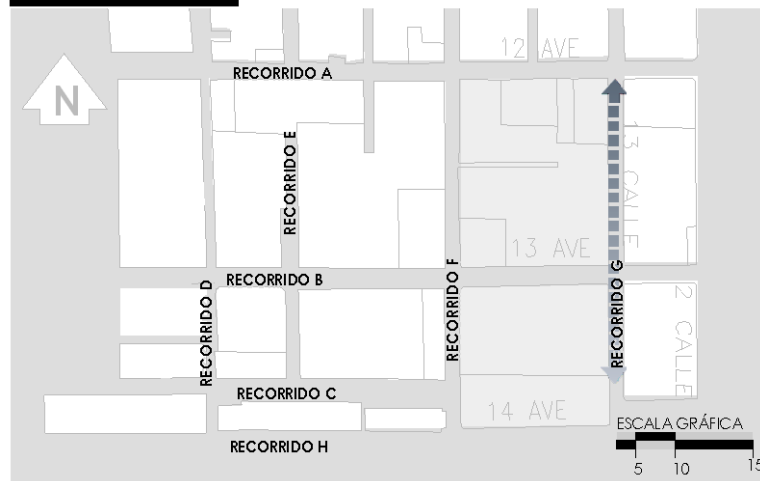 12 AVE
RECORRIDO A
N
RECORRIDO E
13 CALLE
13 AVE
RECORRIDO F
RECORRIDO G
RECORRIDO B
RECORRIDO D
2 CALLE
RECORRIDO C
14 AVE
ESCALA GRÁFICA
RECORRIDO H
5 10 15